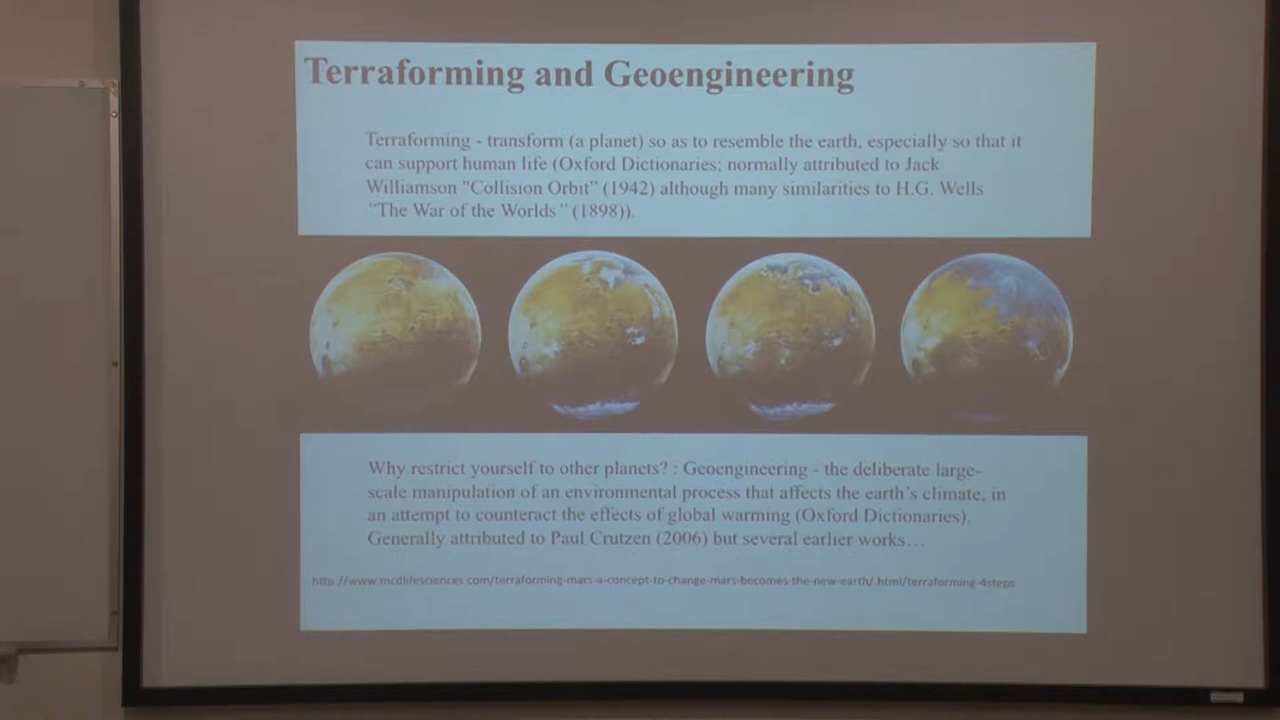 Terraforming and Geoengineering
Terraforming - transform (a planet) so as to resemble the earth, especially so that it
can support human life (Oxford Dictionaries; normally attributed to Jack
Williamson "Collision Orbit" (1942) although many similarities to H.G. Wells
"The War of the Worlds " (1898)).
Why restrict yourself to other planets? : Geoengineering - the deliberate large-
scale manipulation of an environmental process that affects the earth's climate, in
an attempt to counteract the effects of global warming (Oxford Dictionaries).
Generally attributed to Paul Crutzen (2006) but several earlier works…
http://www.mcdlifesciences.com/terraforming-mars-a-concept-to-change-mars-becomes-the-new-earth/.html/terraforming-4steps